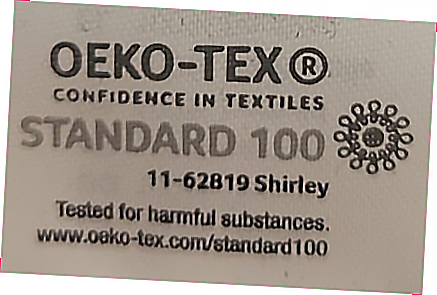 OEKO-TEX®
CONFIDENCE IN TEXTILES
STANDARD 100
11-62819 Shirley
Tested for harmful substances.
www.oeko-tex.com/standard100